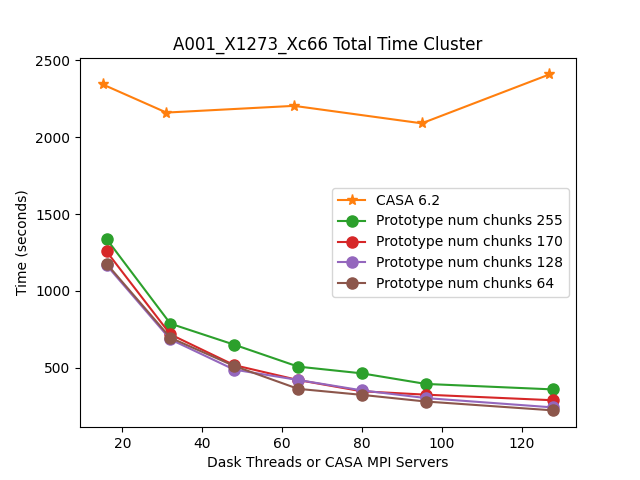 A001_X1273_Xc66 Total Time Cluster
2500
2000
1500
1000
500
Time (seconds)
CASA 6.2
Prototype num chunks 255
Prototype num chunks 170
Prototype num chunks 128
Prototype num chunks 64
20 40 60 80 100 120
Dask Threads or CASA MPI Servers